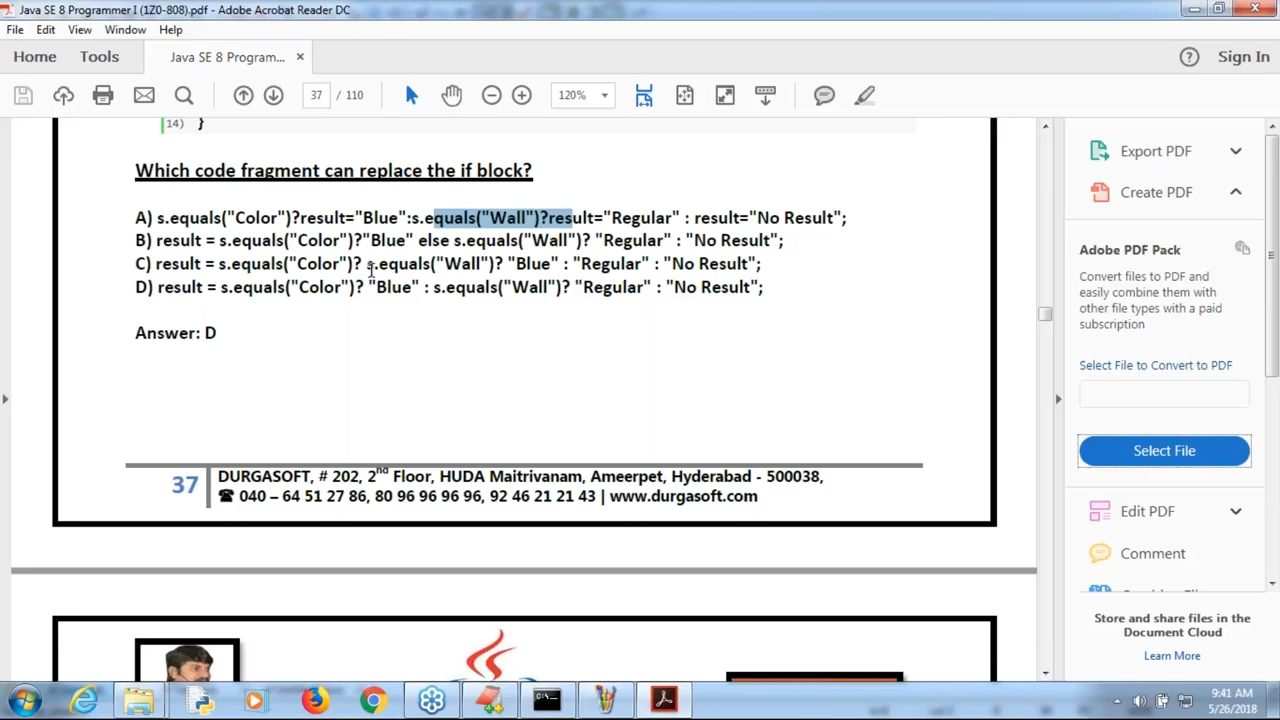 Java SE 8 Programmer I (1Z0-808).pdf - Adobe Acrobat Reader DC
File Edit View Window Help
Home Tools Java SE 8 Program... × Sign In
37 / 110 120%
14) }
Which code fragment can replace the if block?
A) s.equals("Color")?result="Blue":s.equals("Wall")?result="Regular" : result="No Result";
B) result = s.equals("Color")?"Blue" else s.equals("Wall")? "Regular" : "No Result";
C) result = s.equals("Color")? s.equals("Wall")? "Blue" : "Regular" : "No Result";
D) result = s.equals("Color")? "Blue" : s.equals("Wall")? "Regular" : "No Result";
Answer: D
37
DURGASOFT, # 202, 2nd Floor, HUDA Maitrivanam, Ameerpet, Hyderabad - 500038,
☎ 040 – 64 51 27 86, 80 96 96 96 96, 92 46 21 21 43 | www.durgasoft.com
Export PDF
Create PDF
Adobe PDF Pack
Convert files to PDF and
easily combine them with
other file types with a paid
subscription
Select File to Convert to PDF
Select File
Edit PDF
Comment
Store and share files in the
Document Cloud
Learn More
9:41 AM
5/26/2018